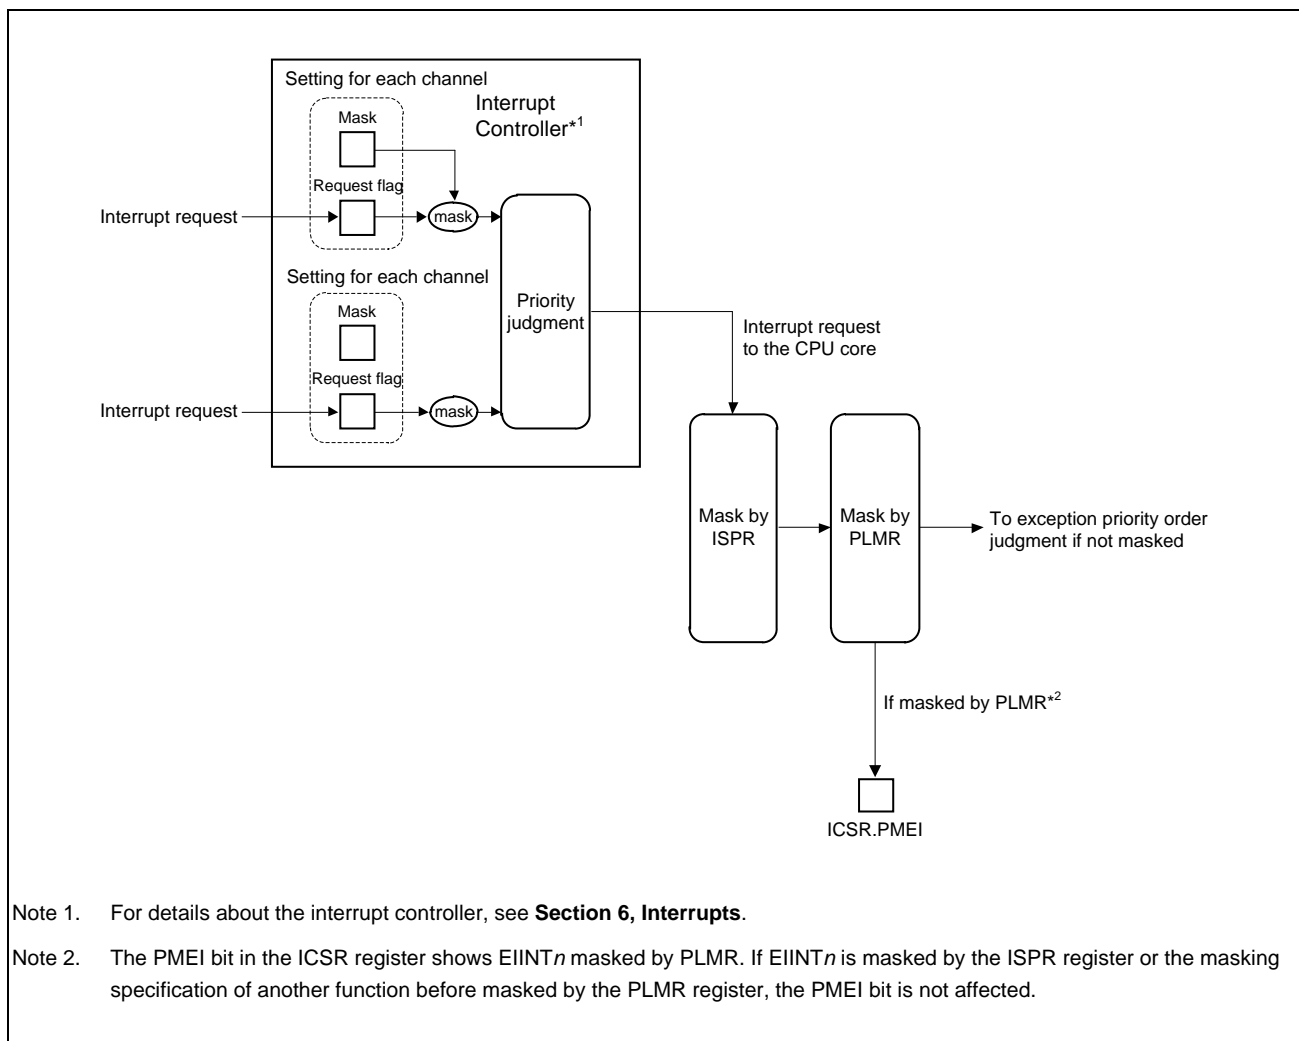 Setting for each channel
Interrupt
Controller*1
Mask
Request flag
Interrupt request
mask
Setting for each channel
Mask
Request flag
Interrupt request
mask
Priority
judgment
Interrupt request
to the CPU core
Mask by
ISPR
Mask by
PLMR
To exception priority order
judgment if not masked
If masked by PLMR*2
ICSR.PMEI
Note 1. For details about the interrupt controller, see Section 6, Interrupts.
Note 2. The PMEI bit in the ICSR register shows EIINTn masked by PLMR. If EIINTn is masked by the ISPR register or the masking
specification of another function before masked by the PLMR register, the PMEI bit is not affected.